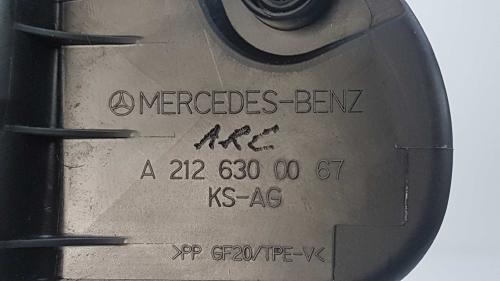 MERCEDES-BENZ
ARC
A 212 630 00 67
KS-AG
>PP GF20/TPE-V<